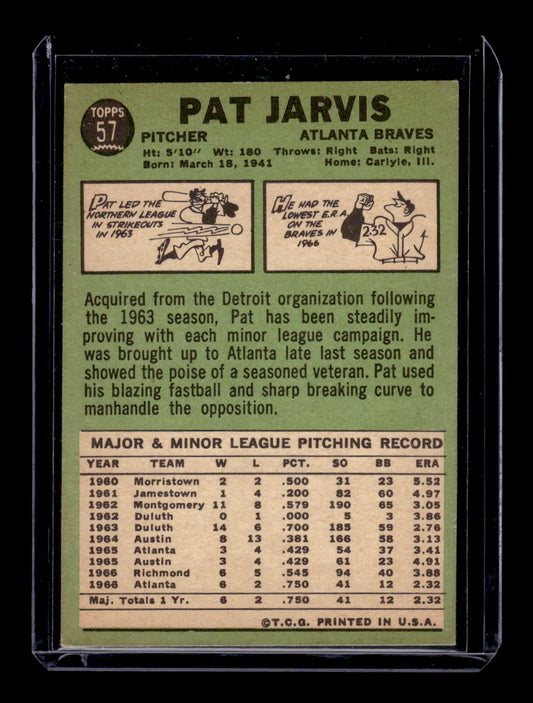 TOPPS
57
PAT JARVIS
PITCHER ATLANTA BRAVES
Ht: 5'10" Wt: 180 Throws: Right Bats: Right
Born: March 18, 1941 Home: Carlyle, Ill.
PAT LED THE
NORTHERN LEAGUE
IN STRIKEOUTS
IN 1963
HE HAD THE
LOWEST E.R.A.
ON THE
BRAVES IN
1966
2.32
Acquired from the Detroit organization following
the 1963 season, Pat has been steadily im-
proving with each minor league campaign. He
was brought up to Atlanta late last season and
showed the poise of a seasoned veteran. Pat used
his blazing fastball and sharp breaking curve to
manhandle the opposition.
MAJOR & MINOR LEAGUE PITCHING RECORD
YEAR TEAM W L PCT. SO BB ERA
1960 Morristown 2 2 .500 31 23 5.52
1961 Jamestown 1 4 .200 82 60 4.97
1962 Montgomery 11 8 .579 190 65 3.05
1962 Duluth 0 1 .000 5 3 3.86
1963 Duluth 14 6 .700 185 59 2.76
1964 Austin 8 13 .381 166 58 3.13
1965 Atlanta 3 4 .429 54 37 3.41
1965 Austin 3 4 .429 61 23 4.91
1966 Richmond 6 5 .545 94 40 3.88
1966 Atlanta 6 2 .750 41 12 2.32
Maj. Totals 1 Yr. 6 2 .750 41 12 2.32
©T.C.G. PRINTED IN U.S.A.